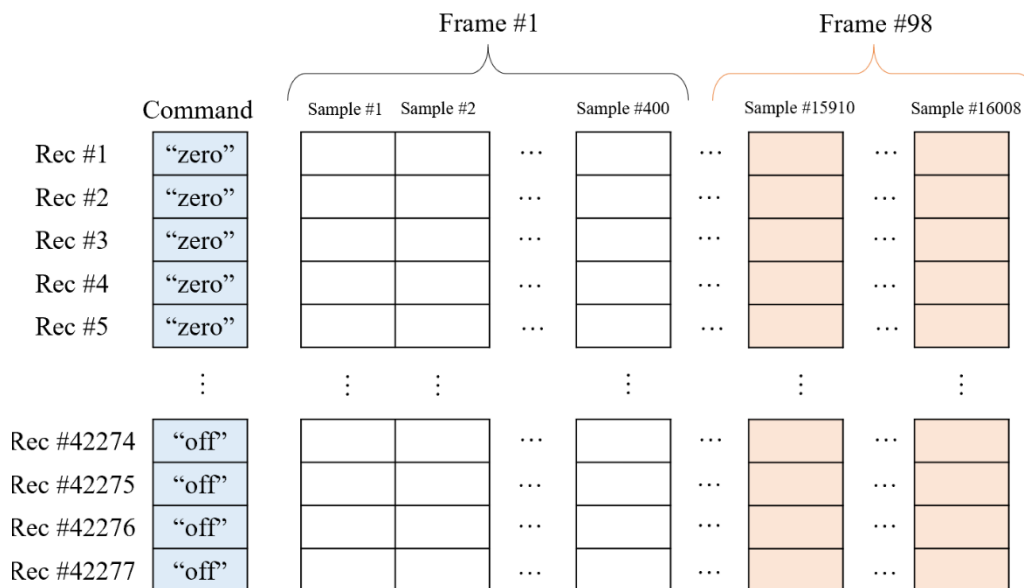 Frame #1 Frame #98
Command Sample #1 Sample #2 Sample #400 Sample #15910 Sample #16008
Rec #1 “zero” ... ... ...
Rec #2 “zero” ... ... ...
Rec #3 “zero” ... ... ...
Rec #4 “zero” ... ... ...
Rec #5 “zero” ... ... ...
⋮ ⋮ ⋮ ⋮ ⋮ ⋮
Rec #42274 “off” ... ... ...
Rec #42275 “off” ... ... ...
Rec #42276 “off” ... ... ...
Rec #42277 “off” ... ... ...